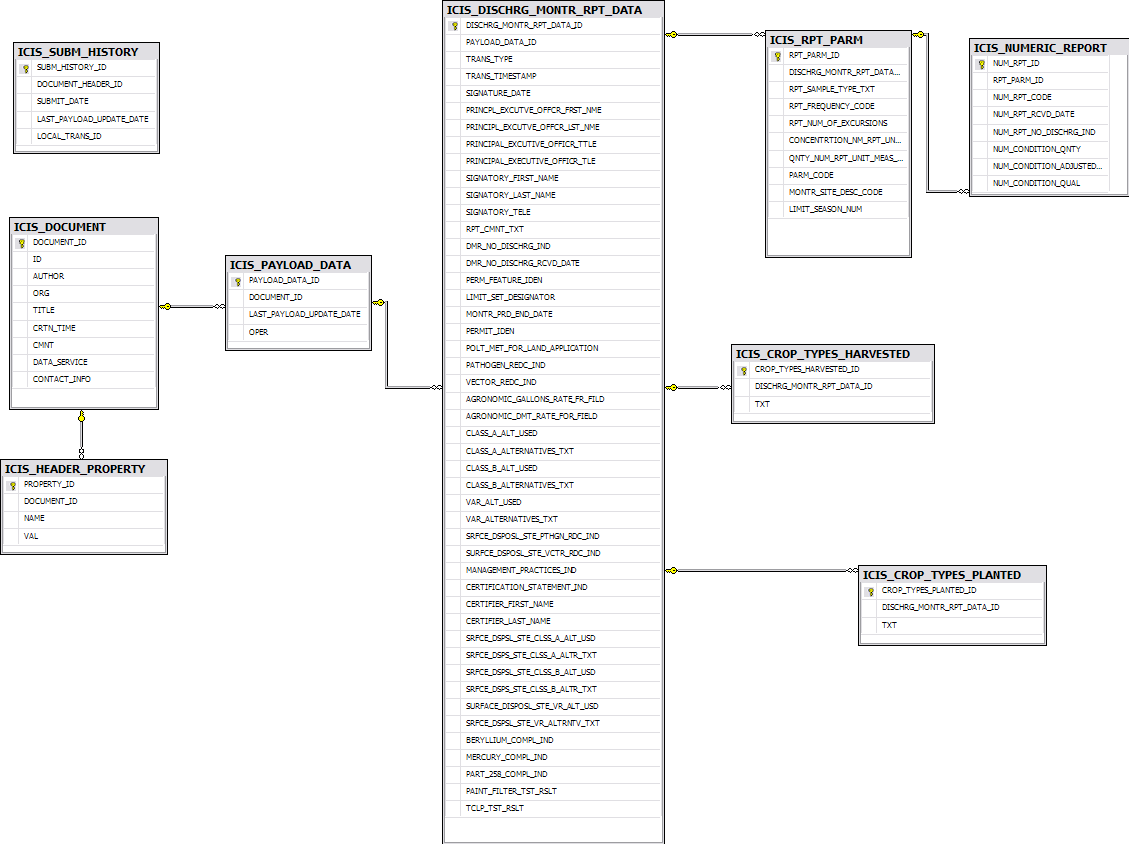 ICIS_SUBM_HISTORY
SUBM_HISTORY_ID
DOCUMENT_HEADER_ID
SUBMIT_DATE
LAST_PAYLOAD_UPDATE_DATE
LOCAL_TRANS_ID
ICIS_DOCUMENT
DOCUMENT_ID
ID
AUTHOR
ORG
TITLE
CRTN_TIME
CMNT
DATA_SERVICE
CONTACT_INFO
ICIS_HEADER_PROPERTY
PROPERTY_ID
DOCUMENT_ID
NAME
VAL
ICIS_PAYLOAD_DATA
PAYLOAD_DATA_ID
DOCUMENT_ID
LAST_PAYLOAD_UPDATE_DATE
OPER
ICIS_DISCHRG_MONTR_RPT_DATA
DISCHRG_MONTR_RPT_DATA_ID
PAYLOAD_DATA_ID
TRANS_TYPE
TRANS_TIMESTAMP
SIGNATURE_DATE
PRINCPL_EXCUTVE_OFFCR_FRST_NME
PRINCIPL_EXCUTVE_OFFCR_LST_NME
PRINCIPAL_EXCUTIVE_OFFICR_TTLE
PRINCIPAL_EXECUTIVE_OFFICR_TLE
SIGNATORY_FIRST_NAME
SIGNATORY_LAST_NAME
SIGNATORY_TELE
RPT_CMNT_TXT
DMR_NO_DISCHRG_IND
DMR_NO_DISCHRG_RCVD_DATE
PERM_FEATURE_IDEN
LIMIT_SET_DESIGNATOR
MONTR_PRD_END_DATE
PERMIT_IDEN
POLT_MET_FOR_LAND_APPLICATION
PATHOGEN_REDC_IND
VECTOR_REDC_IND
AGRONOMIC_GALLONS_RATE_FR_FILD
AGRONOMIC_DMT_RATE_FOR_FIELD
CLASS_A_ALT_USED
CLASS_A_ALTERNATIVES_TXT
CLASS_B_ALT_USED
CLASS_B_ALTERNATIVES_TXT
VAR_ALT_USED
VAR_ALTERNATIVES_TXT
SRFCE_DSPOSL_STE_PTHGN_RDC_IND
SURFCE_DSPOSL_STE_VCTR_RDC_IND
MANAGEMENT_PRACTICES_IND
CERTIFICATION_STATEMENT_IND
CERTIFIER_FIRST_NAME
CERTIFIER_LAST_NAME
SRFCE_DSPSL_STE_CLSS_A_ALT_USD
SRFCE_DSPS_STE_CLSS_A_ALTR_TXT
SRFCE_DSPSL_STE_CLSS_B_ALT_USD
SRFCE_DSPS_STE_CLSS_B_ALTR_TXT
SURFACE_DISPOSL_STE_VR_ALT_USD
SRFCE_DSPSL_STE_VR_ALTRNTV_TXT
BERYLLIUM_COMPL_IND
MERCURY_COMPL_IND
PART_258_COMPL_IND
PAINT_FILTER_TST_RSLT
TCLP_TST_RSLT
ICIS_RPT_PARM
RPT_PARM_ID
DISCHRG_MONTR_RPT_DATA...
RPT_SAMPLE_TYPE_TXT
RPT_FREQUENCY_CODE
RPT_NUM_OF_EXCURSIONS
CONCENTRTION_NM_RPT_UN...
QNTY_NUM_RPT_UNIT_MEAS_...
PARM_CODE
MONTR_SITE_DESC_CODE
LIMIT_SEASON_NUM
ICIS_NUMERIC_REPORT
NUM_RPT_ID
RPT_PARM_ID
NUM_RPT_CODE
NUM_RPT_RCVD_DATE
NUM_RPT_NO_DISCHRG_IND
NUM_CONDITION_QNTY
NUM_CONDITION_ADJUSTED...
NUM_CONDITION_QUAL
ICIS_CROP_TYPES_HARVESTED
CROP_TYPES_HARVESTED_ID
DISCHRG_MONTR_RPT_DATA_ID
TXT
ICIS_CROP_TYPES_PLANTED
CROP_TYPES_PLANTED_ID
DISCHRG_MONTR_RPT_DATA_ID
TXT